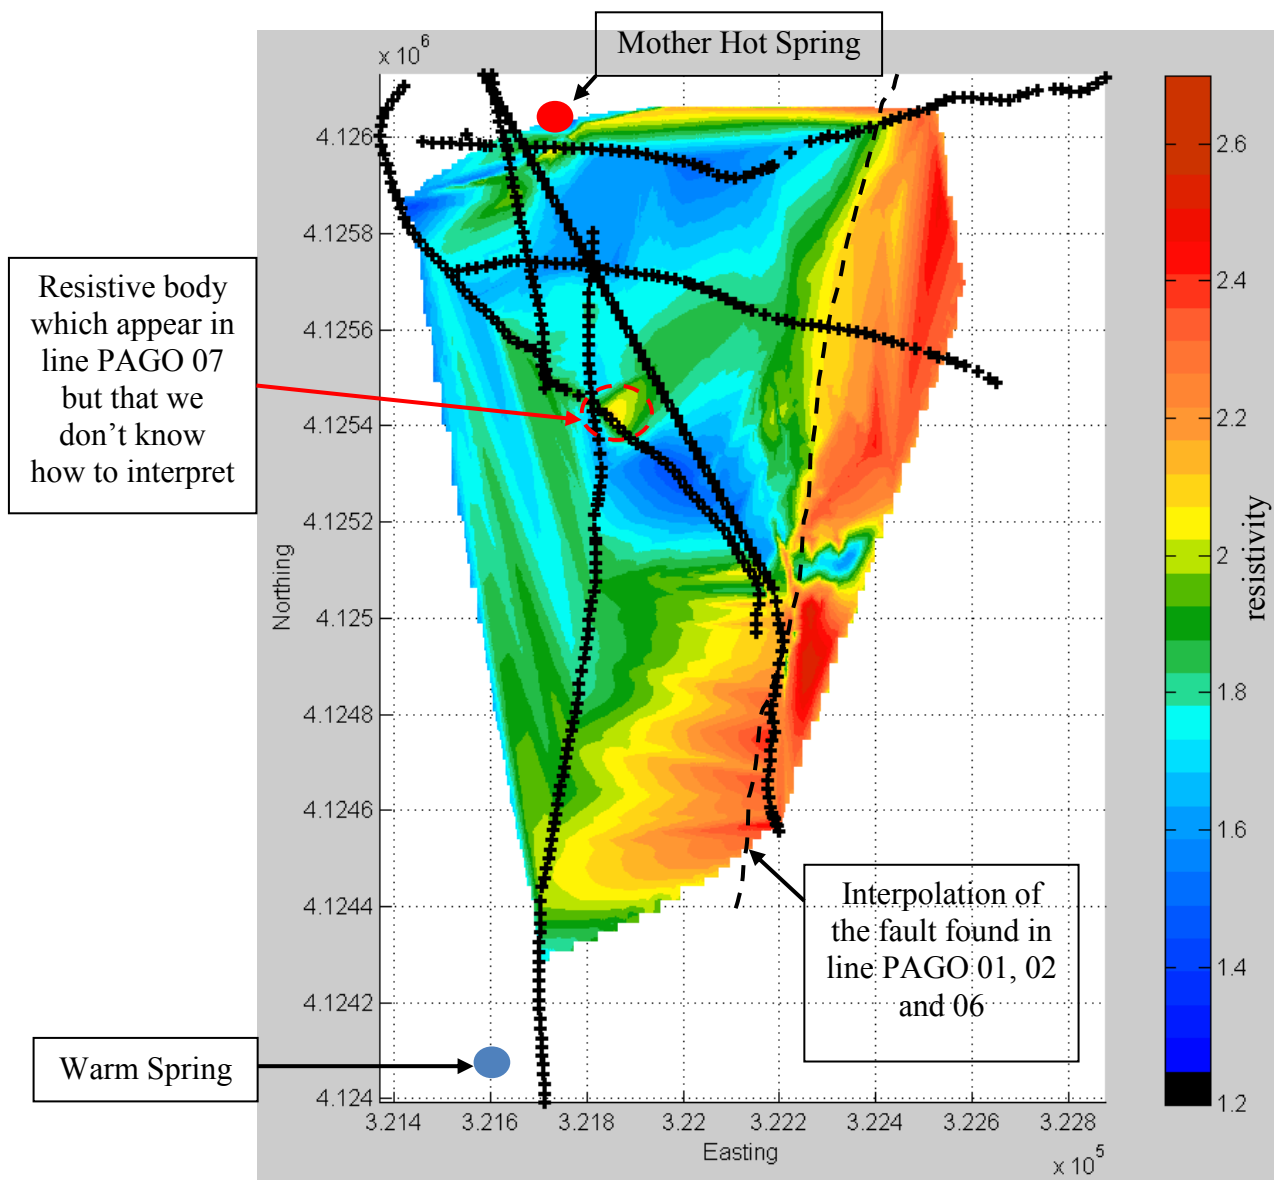 Mother Hot Spring
x 10^6
4.126
4.1258
4.1256
4.1254
4.1252
4.125
4.1248
4.1246
4.1244
4.1242
4.124
Northing
Resistive body
which appear in
line PAGO 07
but that we
don’t know
how to interpret
Warm Spring
Interpolation of
the fault found in
line PAGO 01, 02
and 06
3.214 3.216 3.218 3.22 3.222 3.224 3.226 3.228
Easting
x 10^5
2.6
2.4
2.2
2
1.8
1.6
1.4
1.2
resistivity